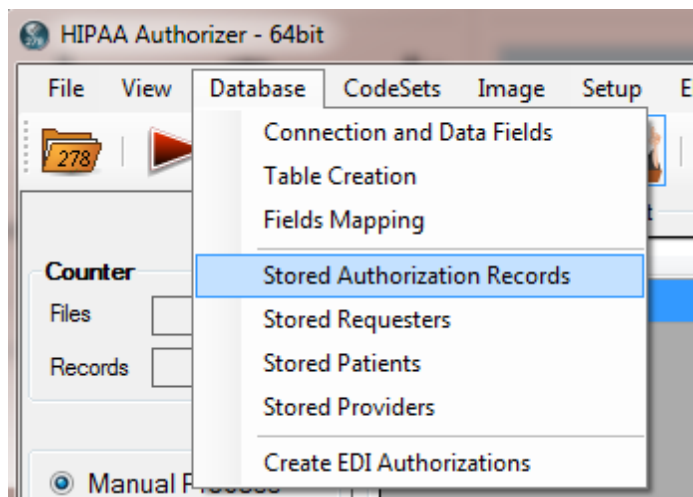 HIPAA Authorizer - 64bit
File View Database CodeSets Image Setup
278
Connection and Data Fields
Table Creation
Fields Mapping
Counter
Stored Authorization Records
Files
Stored Requesters
Records
Stored Patients
Stored Providers
Create EDI Authorizations
Manual Process